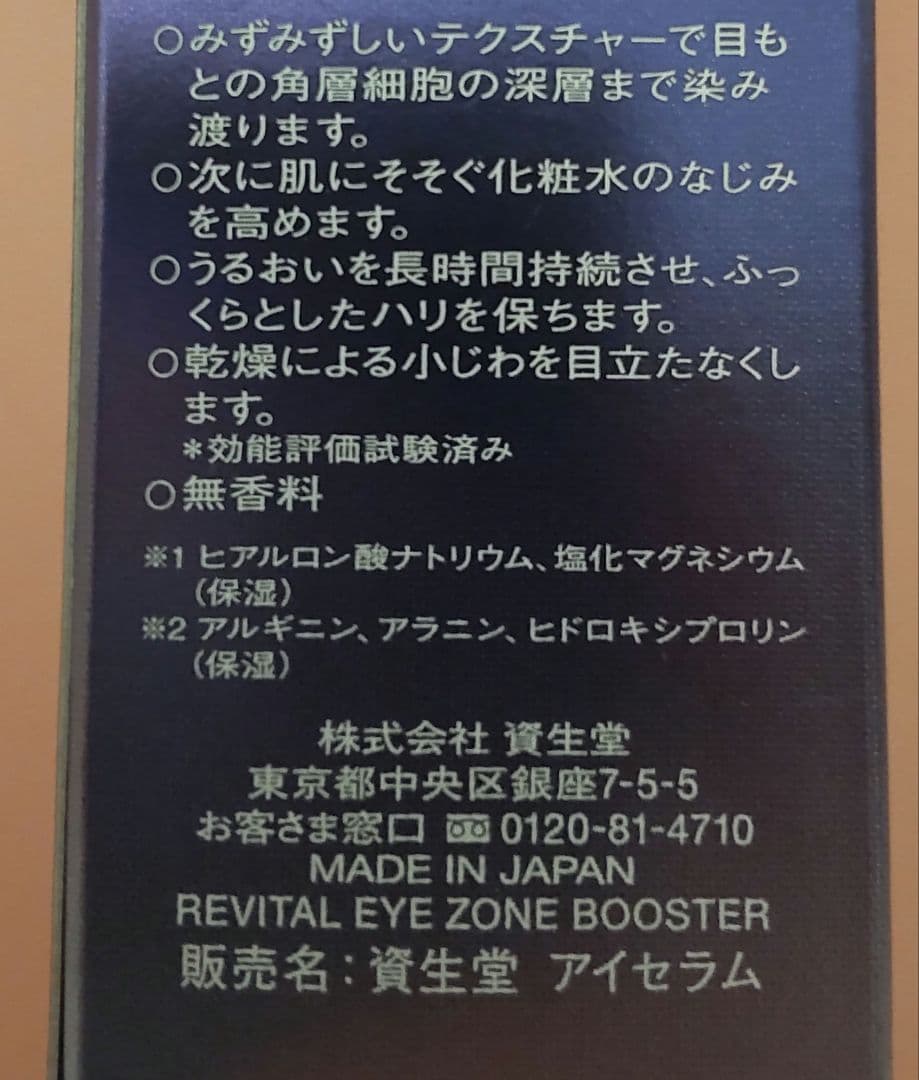 ○みずみずしいテクスチャーで目も
との角層細胞の深層まで染み
渡ります。
○次に肌にそそぐ化粧水のなじみ
を高めます。
○うるおいを長時間持続させ、ふっ
くらとしたハリを保ちます。
○乾燥による小じわを目立たなくし
ます。
*効能評価試験済み
○無香料
※1 ヒアルロン酸ナトリウム、塩化マグネシウム
(保湿)
※2 アルギニン、アラニン、ヒドロキシプロリン
(保湿)
株式会社 資生堂
東京都中央区銀座7-5-5
お客さま窓口 0120-81-4710
MADE IN JAPAN
REVITAL EYE ZONE BOOSTER
販売名:資生堂 アイセラム